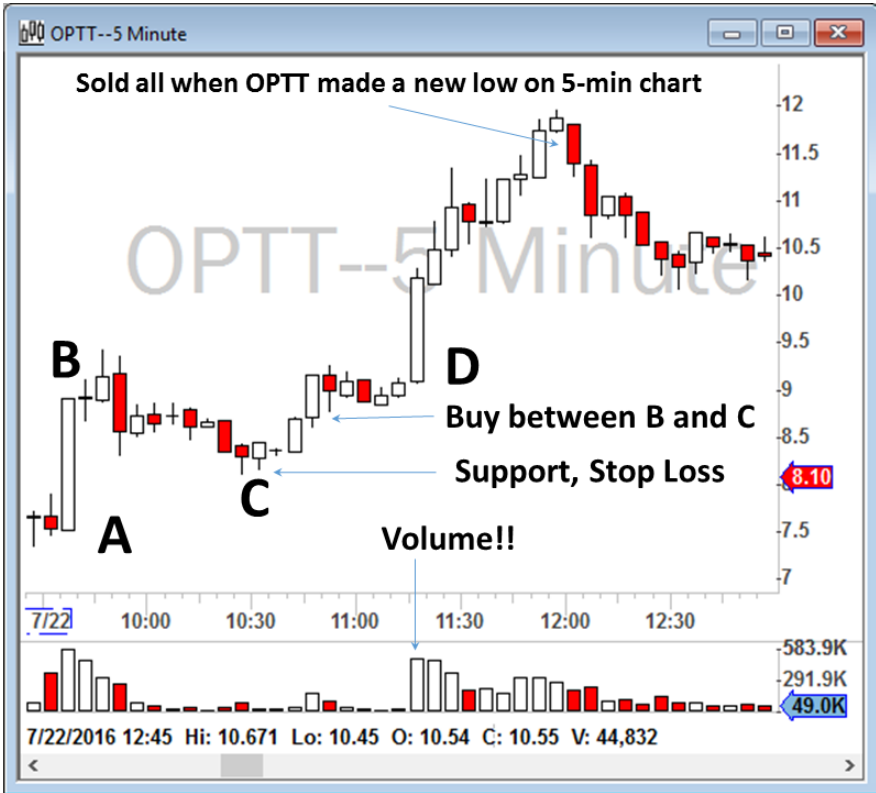 OPTT--5 Minute
Sold all when OPTT made a new low on 5-min chart
12
11.5
11
OPTT--5 Minute
10.5
10
9.5
B
9
D
Buy between B and C
8.5
Support, Stop Loss
8.10
C
A
Volume!!
7.5
7
7/22 10:00 10:30 11:00 11:30 12:00 12:30
583.9K
291.9K
49.0K
7/22/2016 12:45 Hi: 10.671 Lo: 10.45 O: 10.54 C: 10.55 V: 44,832